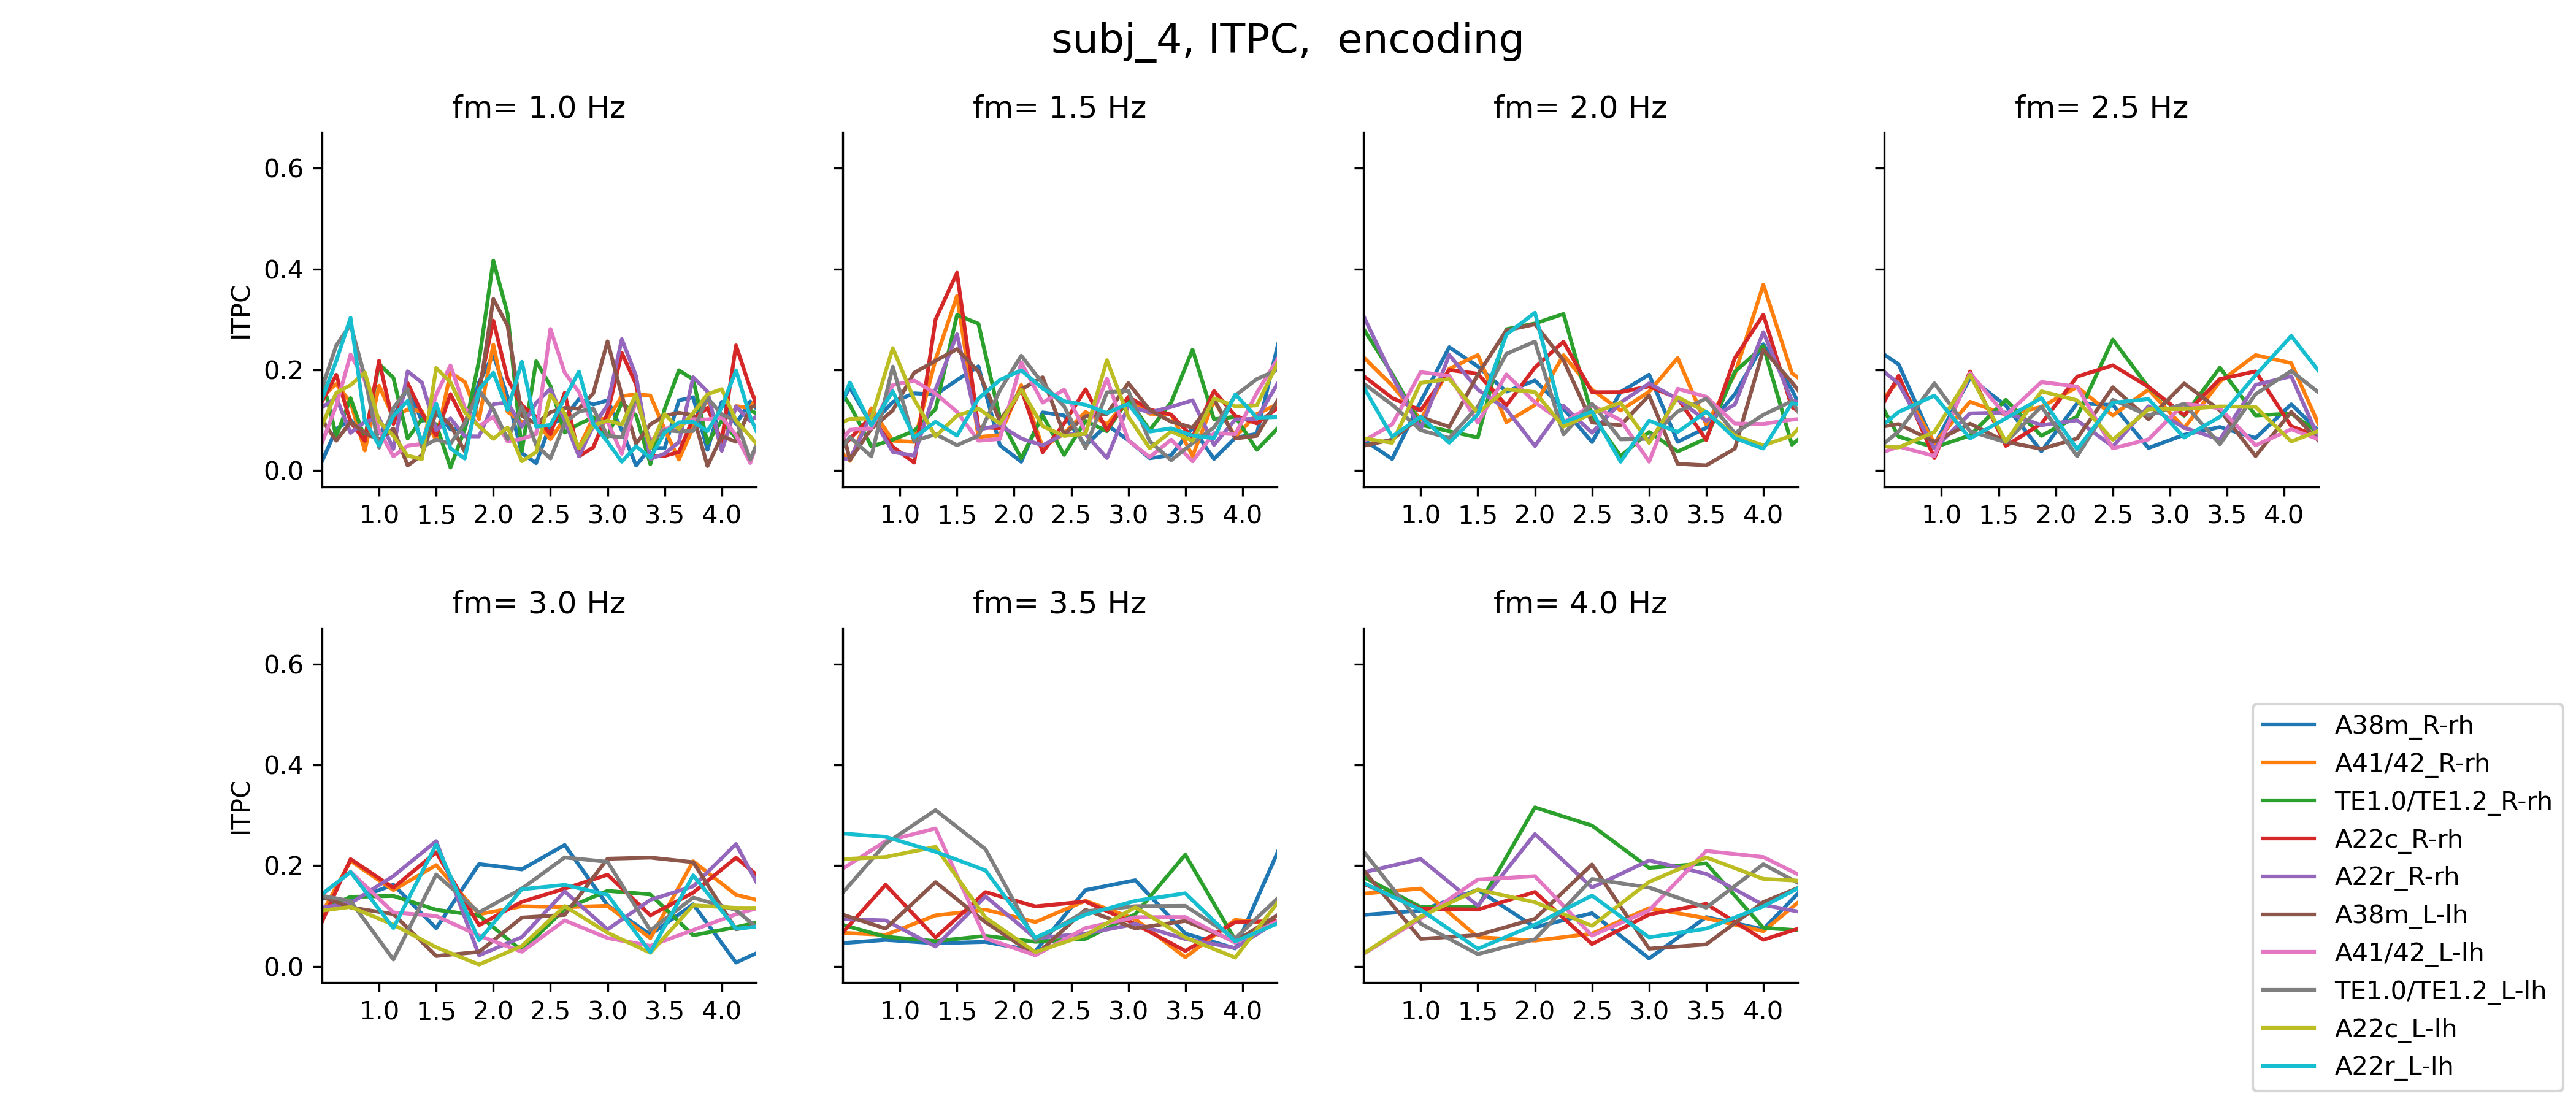 subj_4, ITPC,  encoding
fm= 1.0 Hz
fm= 1.5 Hz
fm= 2.0 Hz
fm= 2.5 Hz
ITPC
0.6
0.4
0.2
0.0
1.0 1.5 2.0 2.5 3.0 3.5 4.0
1.0 1.5 2.0 2.5 3.0 3.5 4.0
1.0 1.5 2.0 2.5 3.0 3.5 4.0
1.0 1.5 2.0 2.5 3.0 3.5 4.0
fm= 3.0 Hz
fm= 3.5 Hz
fm= 4.0 Hz
ITPC
0.6
0.4
0.2
0.0
1.0 1.5 2.0 2.5 3.0 3.5 4.0
1.0 1.5 2.0 2.5 3.0 3.5 4.0
1.0 1.5 2.0 2.5 3.0 3.5 4.0
A38m_R-rh
A41/42_R-rh
TE1.0/TE1.2_R-rh
A22c_R-rh
A22r_R-rh
A38m_L-lh
A41/42_L-lh
TE1.0/TE1.2_L-lh
A22c_L-lh
A22r_L-lh